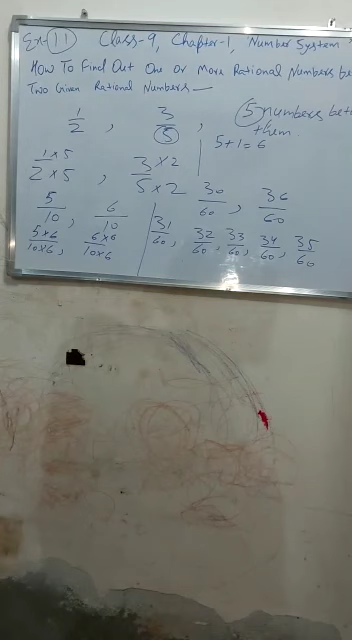 Ex-1.1 Class-9, Chapter-1, Number System
How To Find Out One Or More Rational Numbers be
Two Given Rational Numbers —
1/2 , 3/5 , 5 numbers bet
them.
5+1=6
1×5/2×5 , 3×2/5×2
5/10 , 6/10
30/60 , 36/60
5×6/10×6 , 6×6/10×6
31/60 , 32/60 , 33/60 , 34/60 , 35/60